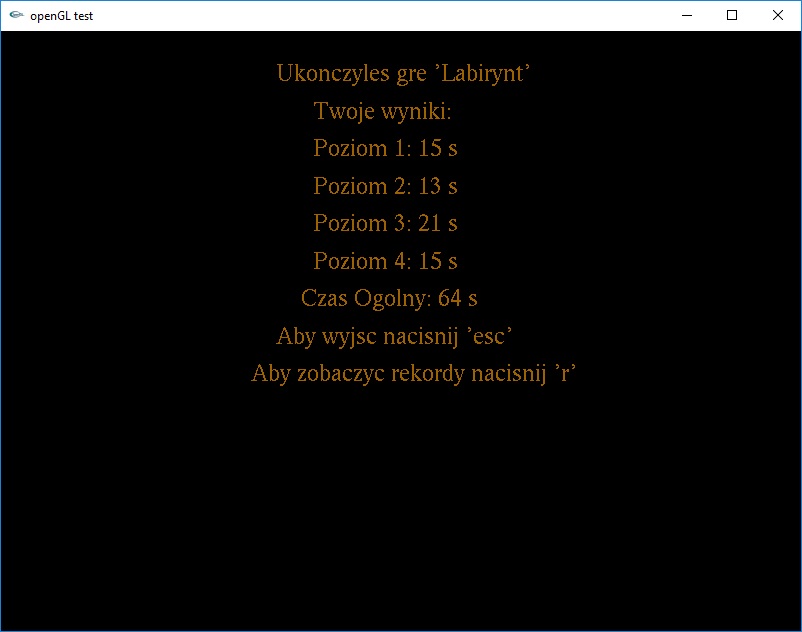 openGL test
Ukonczyles gre ’Labirynt’
Twoje wyniki:
Poziom 1: 15 s
Poziom 2: 13 s
Poziom 3: 21 s
Poziom 4: 15 s
Czas Ogolny: 64 s
Aby wyjsc nacisnij ’esc’
Aby zobaczyc rekordy nacisnij ’r’